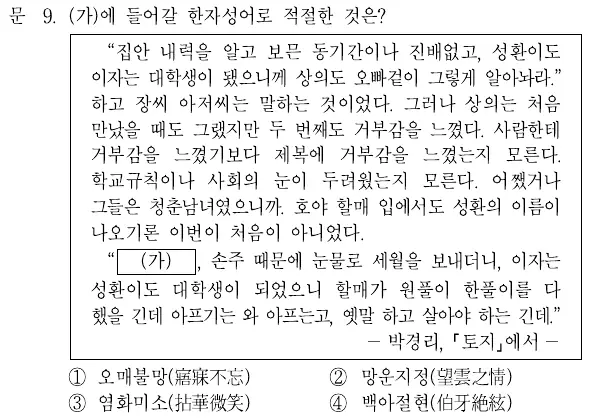 문 9. (가)에 들어갈 한자성어로 적절한 것은?
“집안 내력을 알고 보믄 동기간이나 진배없고, 성환이도
이자는 대학생이 됐으니께 상의도 오빠겉이 그렇게 알아놔라.”
하고 장씨 아저씨는 말하는 것이었다. 그러나 상의는 처음
만났을 때도 그랬지만 두 번째도 거부감을 느꼈다. 사람한테
거부감을 느꼈기보다 제복에 거부감을 느꼈는지 모른다.
학교규칙이나 사회의 눈이 두려웠는지 모른다. 어쨌거나
그들은 청춘남녀였으니까. 호야 할매 입에서도 성환의 이름이
나오기론 이번이 처음이 아니었다.
“ (가) , 손주 때문에 눈물로 세월을 보내더니, 이자는
성환이도 대학생이 되었으니 할매가 원풀이 한풀이를 다
했을 긴데 아프기는 와 아프는고, 옛말 하고 살아야 하는 긴데.”
- 박경리, 『토지』에서 -
① 오매불망(寤寐不忘) ② 망운지정(望雲之情)
③ 염화미소(拈華微笑) ④ 백아절현(伯牙絶絃)